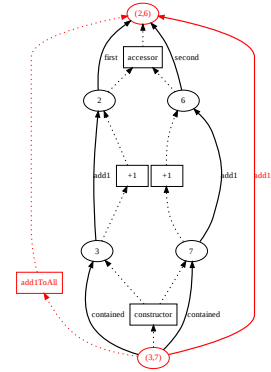 (2,6)
first
second
accessor
2
6
add1
+1
+1
add1
add1
3
7
add1ToAll
contained
constructor
contained
(3,7)